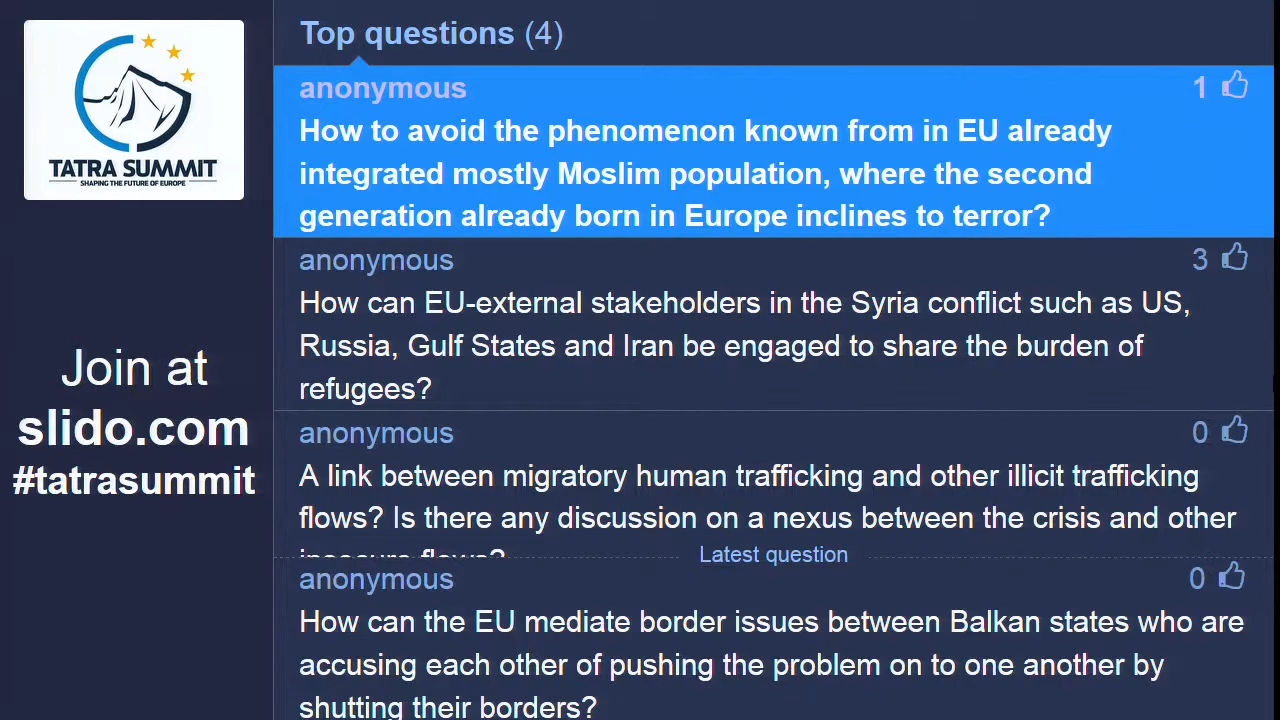 TATRA SUMMIT
SHAPING THE FUTURE OF EUROPE
Join at
slido.com
#tatrasummit
Top questions (4)
anonymous 1
How to avoid the phenomenon known from in EU already
integrated mostly Moslim population, where the second
generation already born in Europe inclines to terror?
anonymous 3
How can EU-external stakeholders in the Syria conflict such as US,
Russia, Gulf States and Iran be engaged to share the burden of
refugees?
anonymous 0
A link between migratory human trafficking and other illicit trafficking
flows? Is there any discussion on a nexus between the crisis and other
flows?
Latest question
anonymous 0
How can the EU mediate border issues between Balkan states who are
accusing each other of pushing the problem on to one another by
shutting their borders?